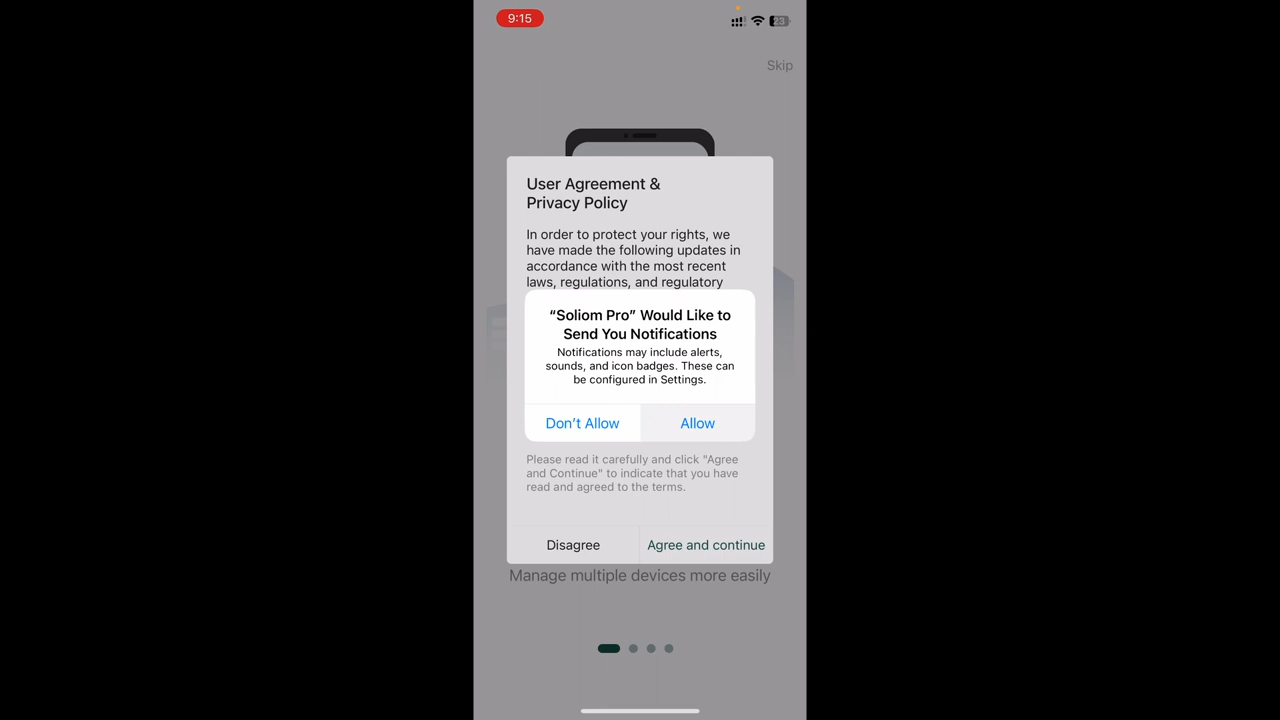 9:15
23
Skip
User Agreement &
Privacy Policy
In order to protect your rights, we
have made the following updates in
accordance with the most recent
laws, regulations, and regulatory
“Soliom Pro” Would Like to
Send You Notifications
Notifications may include alerts,
sounds, and icon badges. These can
be configured in Settings.
Don’t Allow
Allow
Please read it carefully and click "Agree
and Continue" to indicate that you have
read and agreed to the terms.
Disagree
Agree and continue
Manage multiple devices more easily